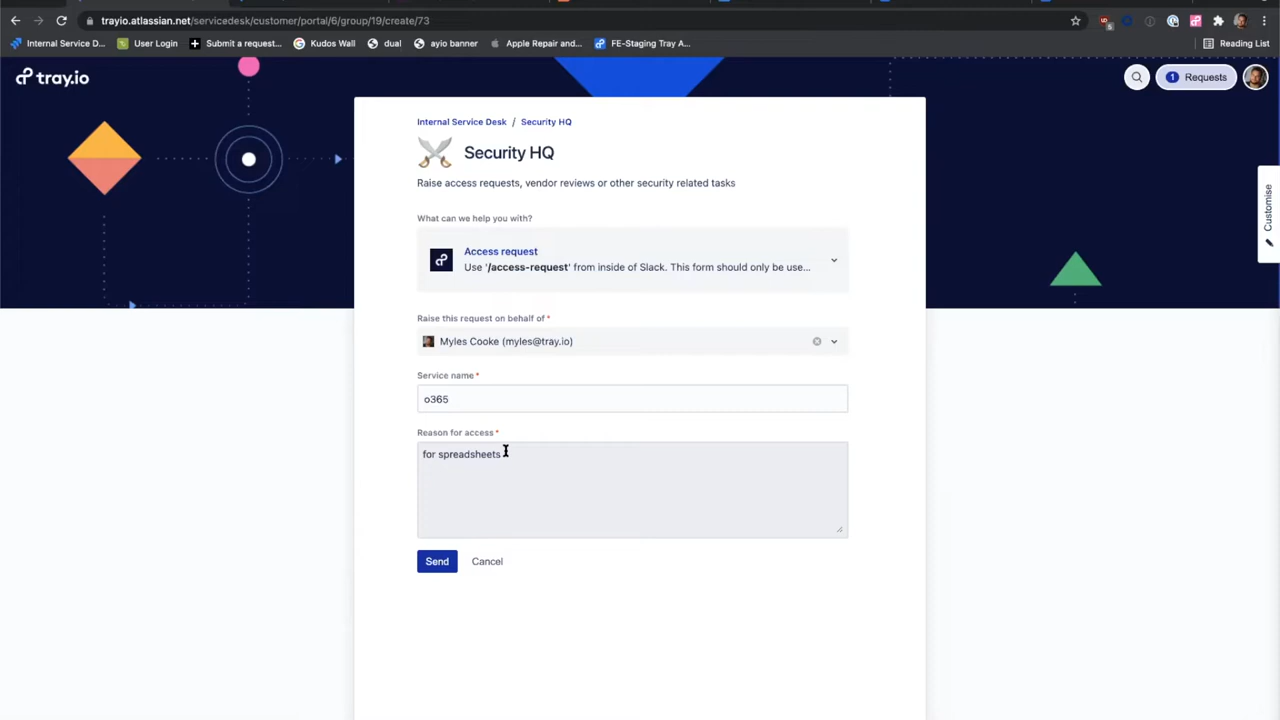 trayio.atlassian.net/servicedesk/customer/portal/6/group/19/create/73
Internal Service D...
User Login
Submit a request...
Kudos Wall
dual
ayio banner
Apple Repair and...
FE-Staging Tray A...
Reading List
tray.io
1 Requests
Customise
Internal Service Desk / Security HQ
Security HQ
Raise access requests, vendor reviews or other security related tasks
What can we help you with?
Access request
Use '/access-request' from inside of Slack. This form should only be use...
Raise this request on behalf of *
Myles Cooke (myles@tray.io)
Service name *
o365
Reason for access *
for spreadsheets
Send Cancel